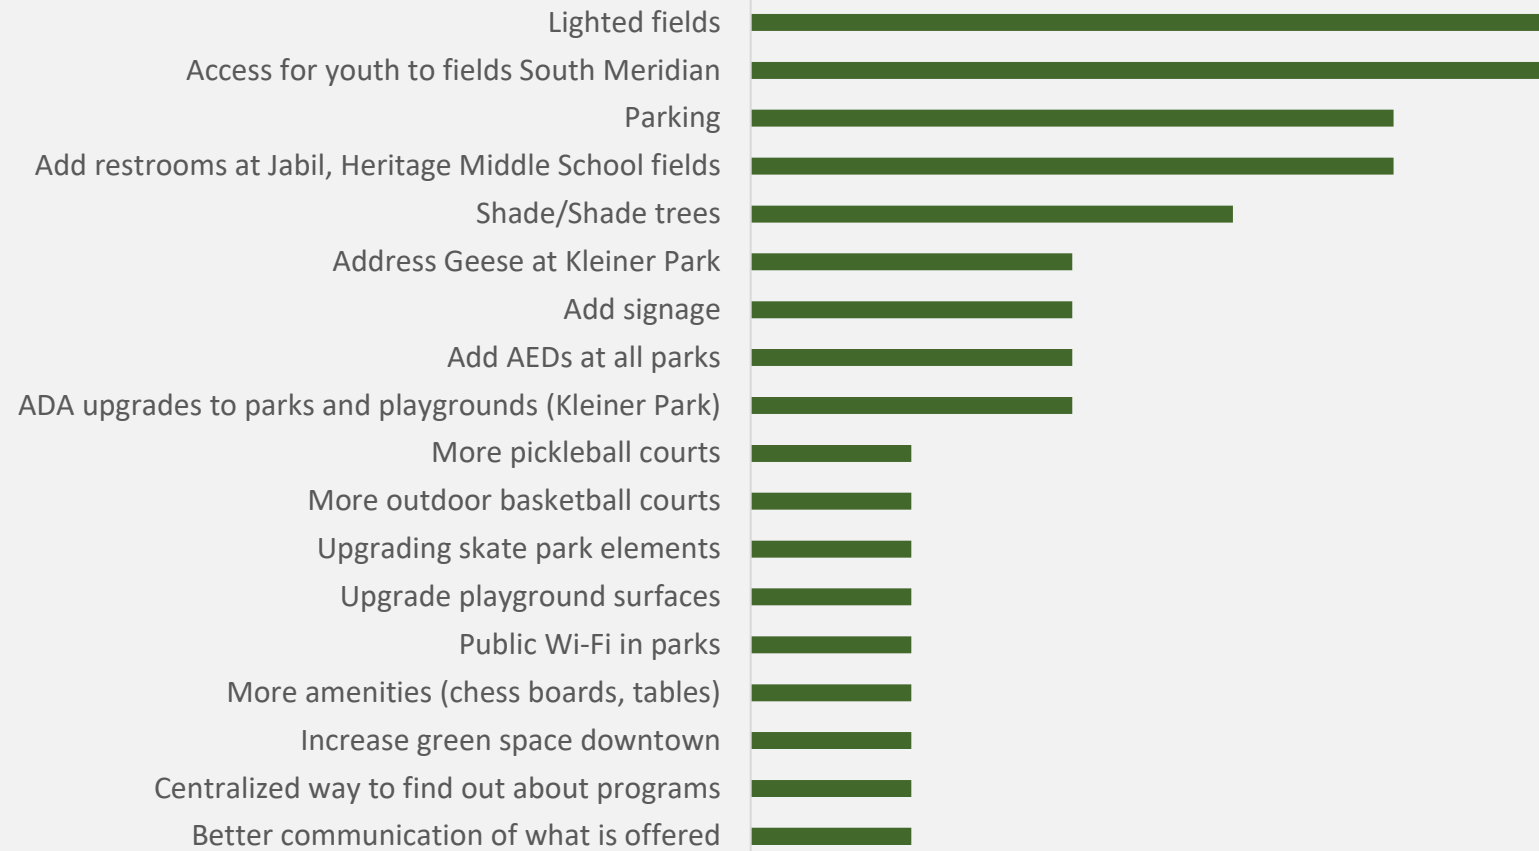 Lighted fields
Access for youth to fields South Meridian
Parking
Add restrooms at Jabil, Heritage Middle School fields
Shade/Shade trees
Address Geese at Kleiner Park
Add signage
Add AEDs at all parks
ADA upgrades to parks and playgrounds (Kleiner Park)
More pickleball courts
More outdoor basketball courts
Upgrading skate park elements
Upgrade playground surfaces
Public Wi-Fi in parks
More amenities (chess boards, tables)
Increase green space downtown
Centralized way to find out about programs
Better communication of what is offered